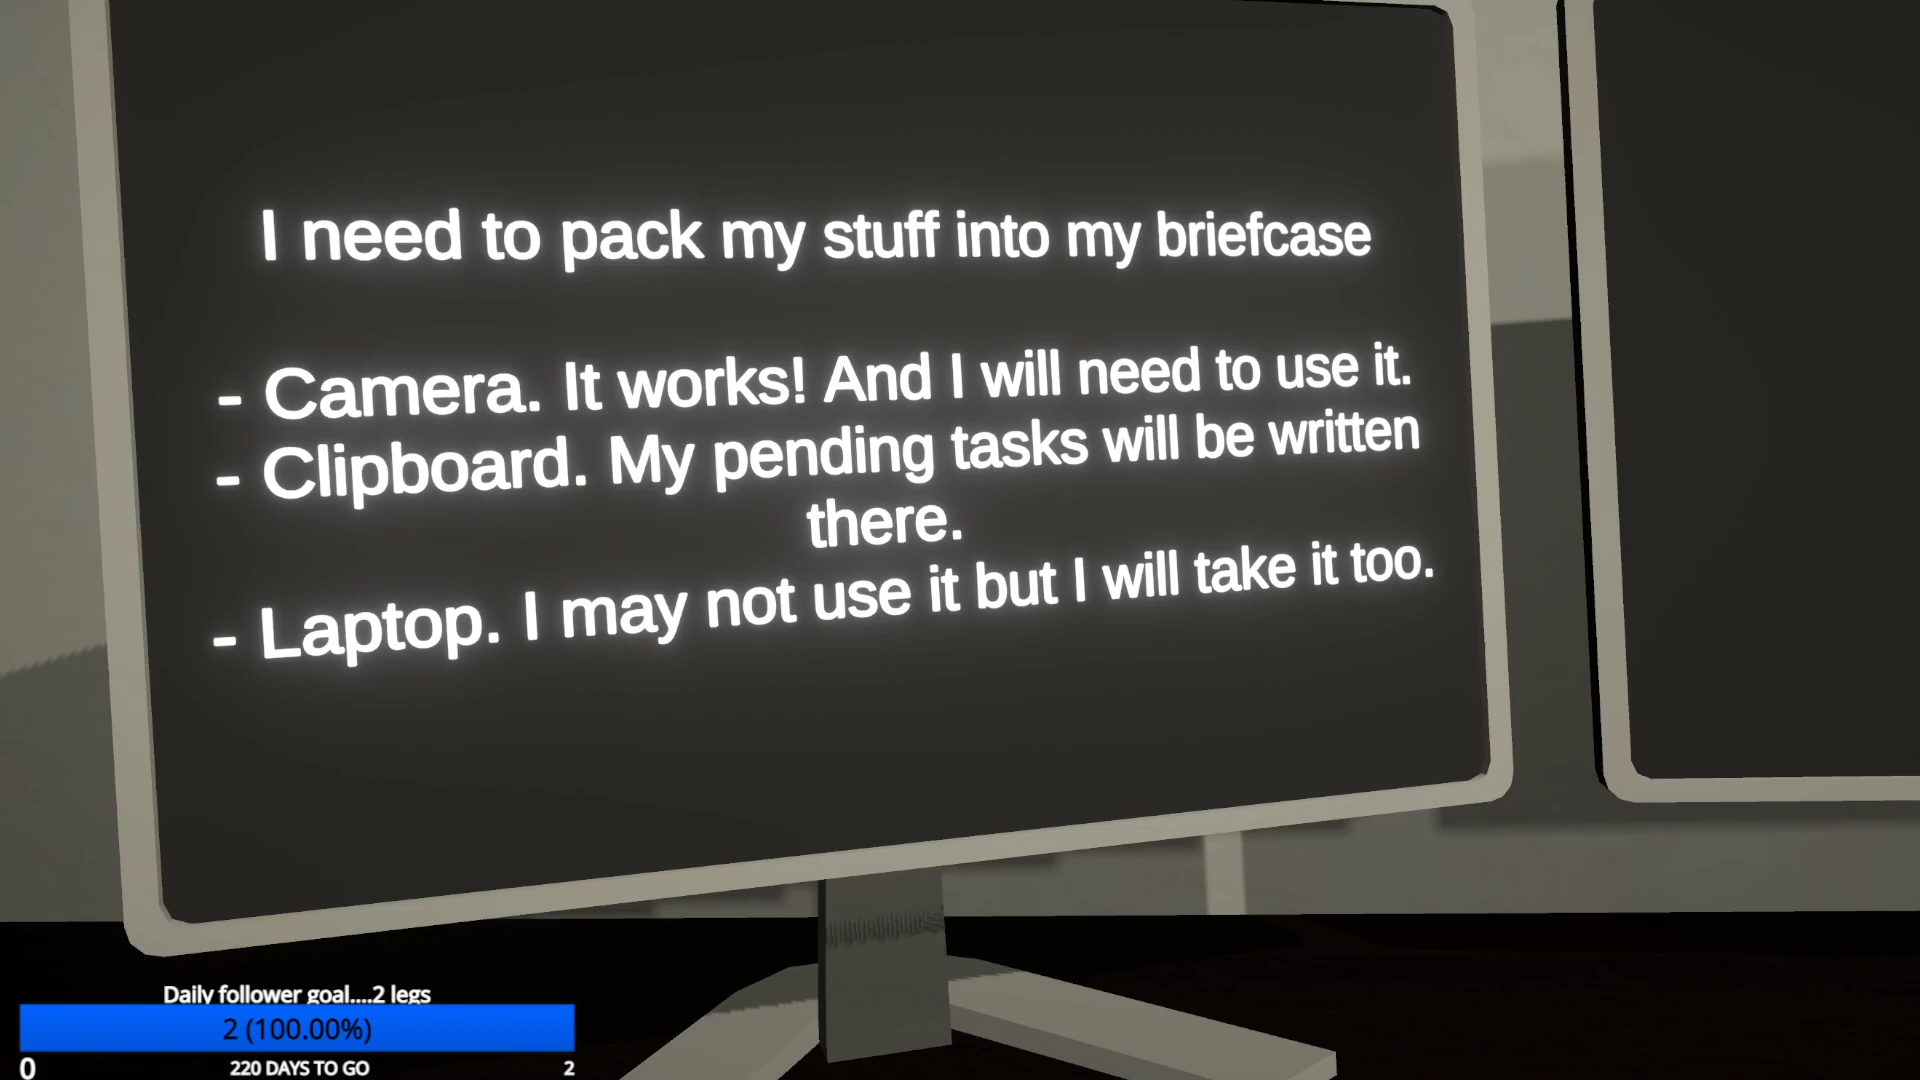 I need to pack my stuff into my briefcase
- Camera. It works! And I will need to use it.
- Clipboard. My pending tasks will be written
there.
- Laptop. I may not use it but I will take it too.
Daily follower goal....2 legs
2 (100.00%)
0 220 DAYS TO GO 2